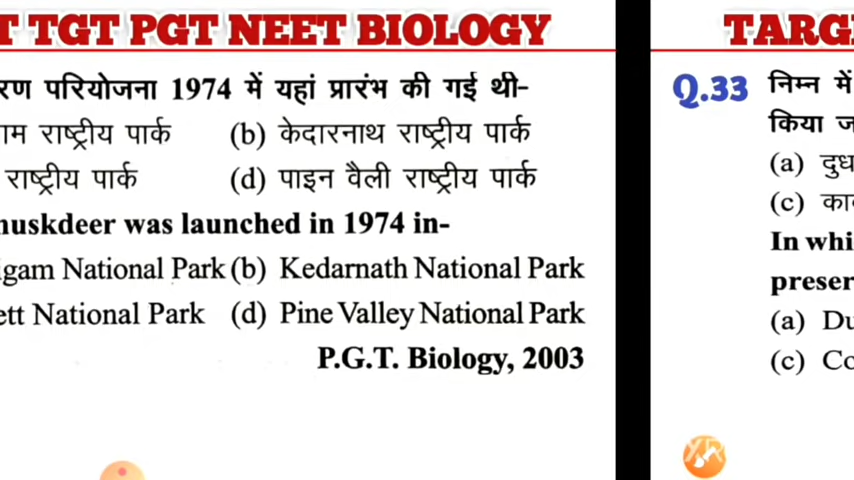 T TGT PGT NEET BIOLOGY
रण परियोजना 1974 में यहां प्रारंभ की गई थी-
ाम राष्ट्रीय पार्क (b) केदारनाथ राष्ट्रीय पार्क
राष्ट्रीय पार्क (d) पाइन वैली राष्ट्रीय पार्क
muskdeer was launched in 1974 in-
igam National Park (b) Kedarnath National Park
ett National Park (d) Pine Valley National Park
P.G.T. Biology, 2003
TARG
Q.33 निम्न में
किया ज
(a) दुध
(c) का
In whi
preser
(a) Du
(c) Co